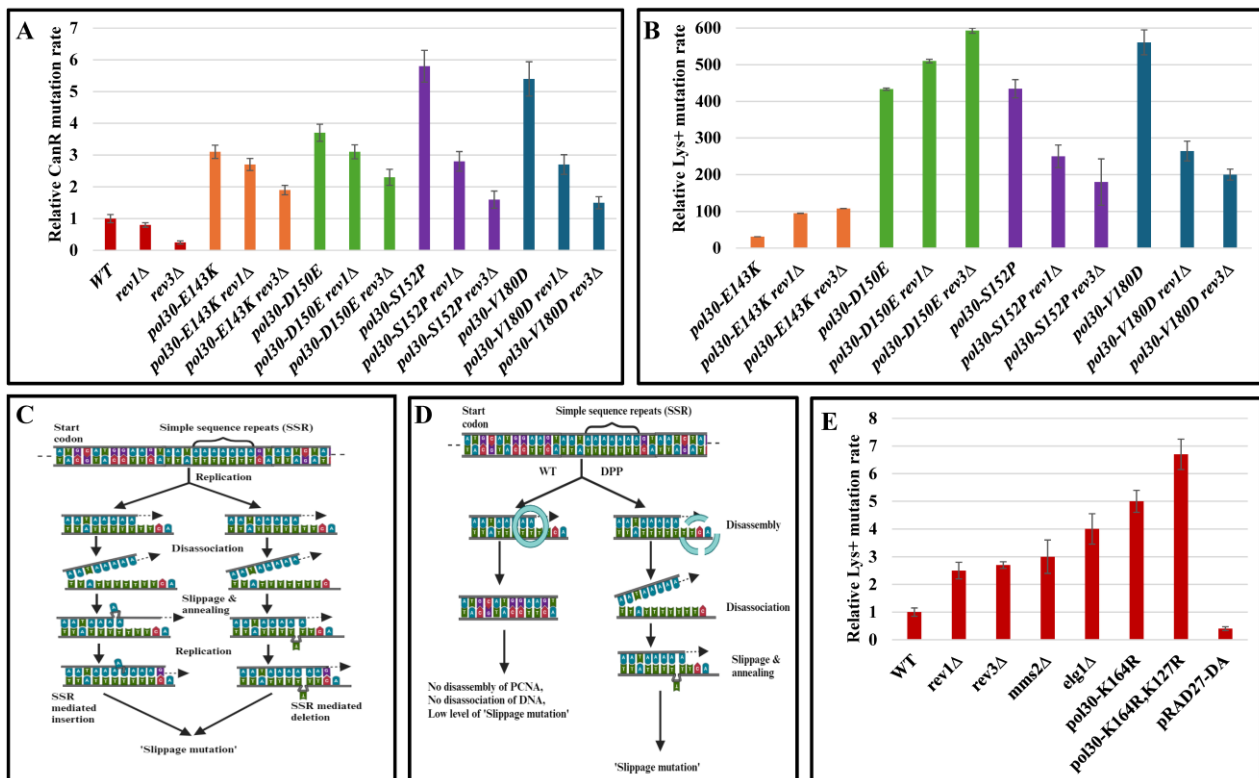 A
Relative CanR mutation rate
7
6
5
4
3
2
1
0
WT
rev1Δ
rev3Δ
pol30-E143K
pol30-E143K rev1Δ
pol30-E143K rev3Δ
pol30-D150E
pol30-D150E rev1Δ
pol30-D150E rev3Δ
pol30-S152P
pol30-S152P rev1Δ
pol30-S152P rev3Δ
pol30-V180D
pol30-V180D rev1Δ
pol30-V180D rev3Δ
B
Relative Lys+ mutation rate
600
500
400
300
200
100
0
pol30-E143K
pol30-E143K rev1Δ
pol30-E143K rev3Δ
pol30-D150E
pol30-D150E rev1Δ
pol30-D150E rev3Δ
pol30-S152P
pol30-S152P rev1Δ
pol30-S152P rev3Δ
pol30-V180D
pol30-V180D rev1Δ
pol30-V180D rev3Δ
C
Start
codon
Simple sequence repeats (SSR)
Replication
Disassociation
Slippage &
annealing
Replication
SSR
mediated
insertion
SSR mediated
deletion
'Slippage mutation'
D
Start
codon
Simple sequence repeats (SSR)
WT
DPP
Disassembly
Disassociation
Slippage &
annealing
No disassembly of PCNA,
No disassociation of DNA,
Low level of 'Slippage mutation'
'Slippage mutation'
E
Relative Lys+ mutation rate
8
7
6
5
4
3
2
1
0
WT
rev1Δ
rev3Δ
mms2Δ
elg1Δ
pol30-K164R
pol30-K164R,K127R
pRAD27-DA